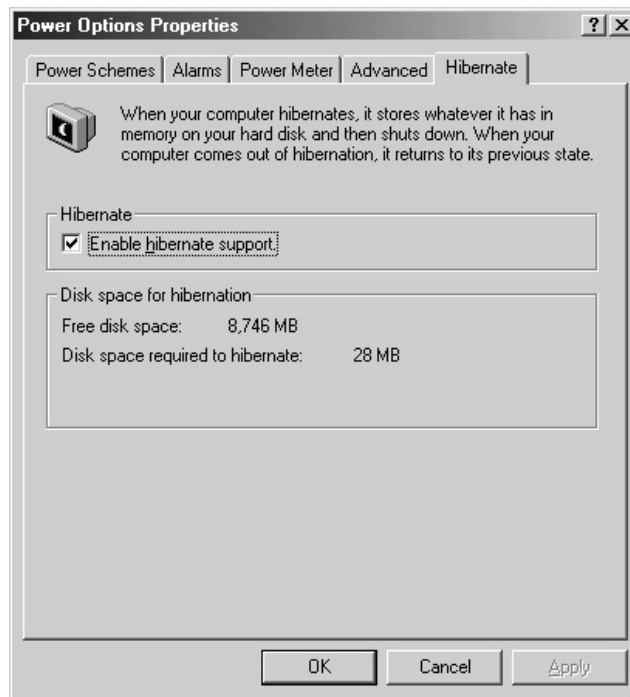 Power Options Properties
Power Schemes Alarms Power Meter Advanced Hibernate
When your computer hibernates, it stores whatever it has in
memory on your hard disk and then shuts down. When your
computer comes out of hibernation, it returns to its previous state.
Hibernate
Enable hibernate support.
Disk space for hibernation
Free disk space: 8,746 MB
Disk space required to hibernate: 28 MB
OK Cancel Apply